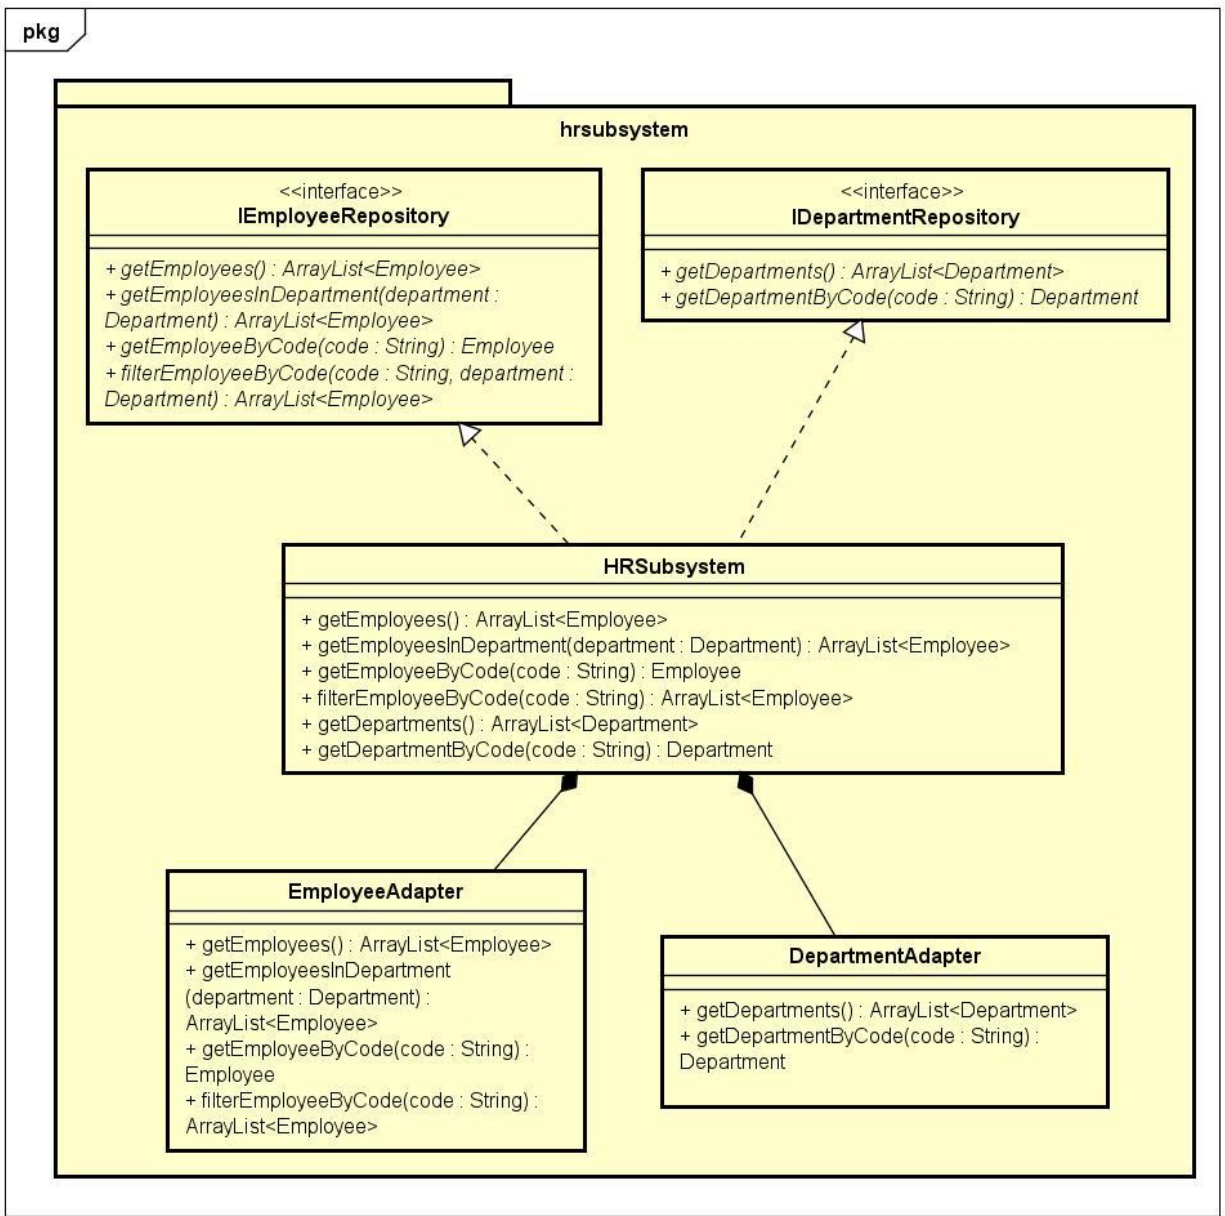 pkg
hrsubsystem
<<interface>>
IEmployeeRepository
+ getEmployees() : ArrayList<Employee>
+ getEmployeesInDepartment(department :
Department) : ArrayList<Employee>
+ getEmployeeByCode(code : String) : Employee
+ filterEmployeeByCode(code : String, department :
Department) : ArrayList<Employee>
<<interface>>
IDepartmentRepository
+ getDepartments() : ArrayList<Department>
+ getDepartmentByCode(code : String) : Department
HRSubsystem
+ getEmployees() : ArrayList<Employee>
+ getEmployeesInDepartment(department : Department) : ArrayList<Employee>
+ getEmployeeByCode(code : String) : Employee
+ filterEmployeeByCode(code : String) : ArrayList<Employee>
+ getDepartments() : ArrayList<Department>
+ getDepartmentByCode(code : String) : Department
EmployeeAdapter
+ getEmployees() : ArrayList<Employee>
+ getEmployeesInDepartment
(department : Department) :
ArrayList<Employee>
+ getEmployeeByCode(code : String) :
Employee
+ filterEmployeeByCode(code : String) :
ArrayList<Employee>
DepartmentAdapter
+ getDepartments() : ArrayList<Department>
+ getDepartmentByCode(code : String) :
Department